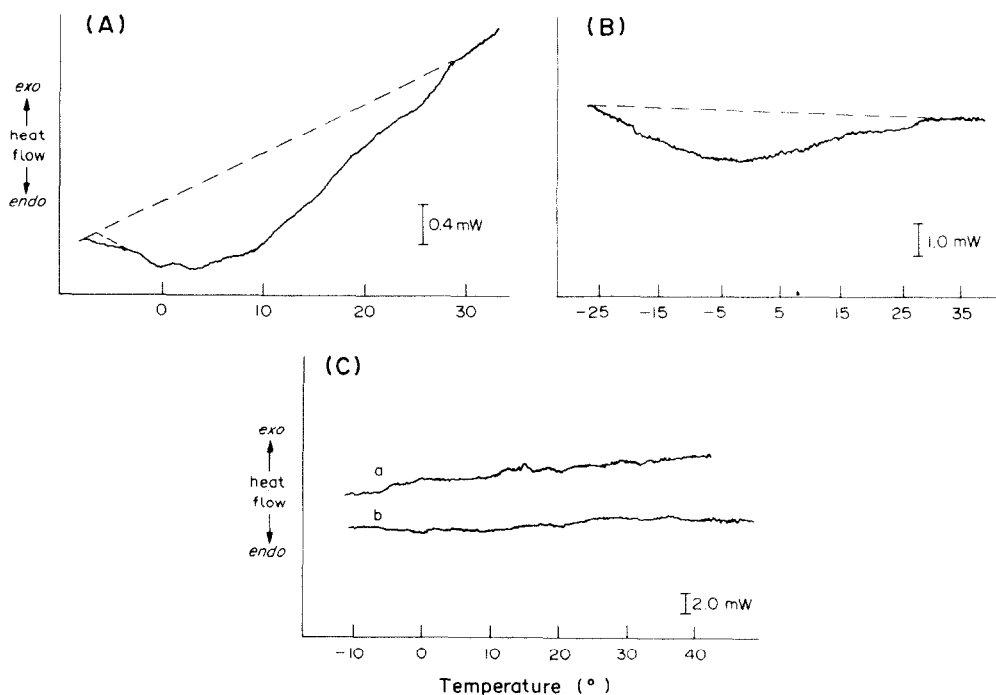 (A)
exo
heat
flow
endo
0.4 mW
0 10 20 30
(B)
1.0 mW
-25 -15 -5 5 15 25 35
(C)
exo
heat
flow
endo
a
b
2.0 mW
-10 0 10 20 30 40
Temperature (°)